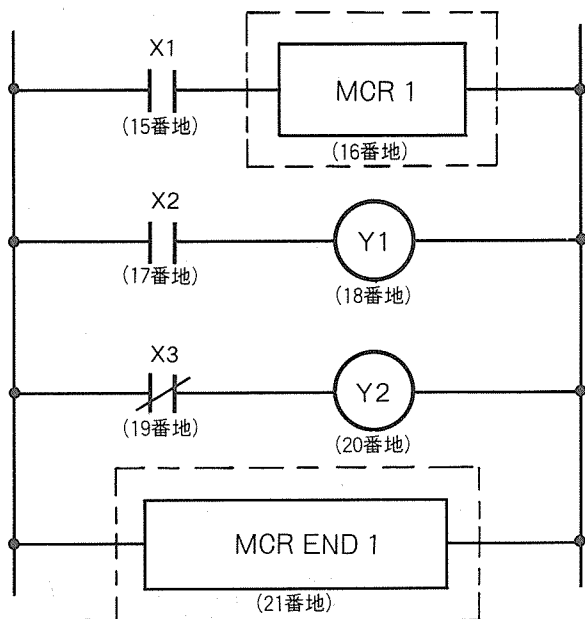 X1
MCR 1
(15番地)
(16番地)
X2
Y1
(17番地)
(18番地)
X3
Y2
(19番地)
(20番地)
MCR END 1
(21番地)